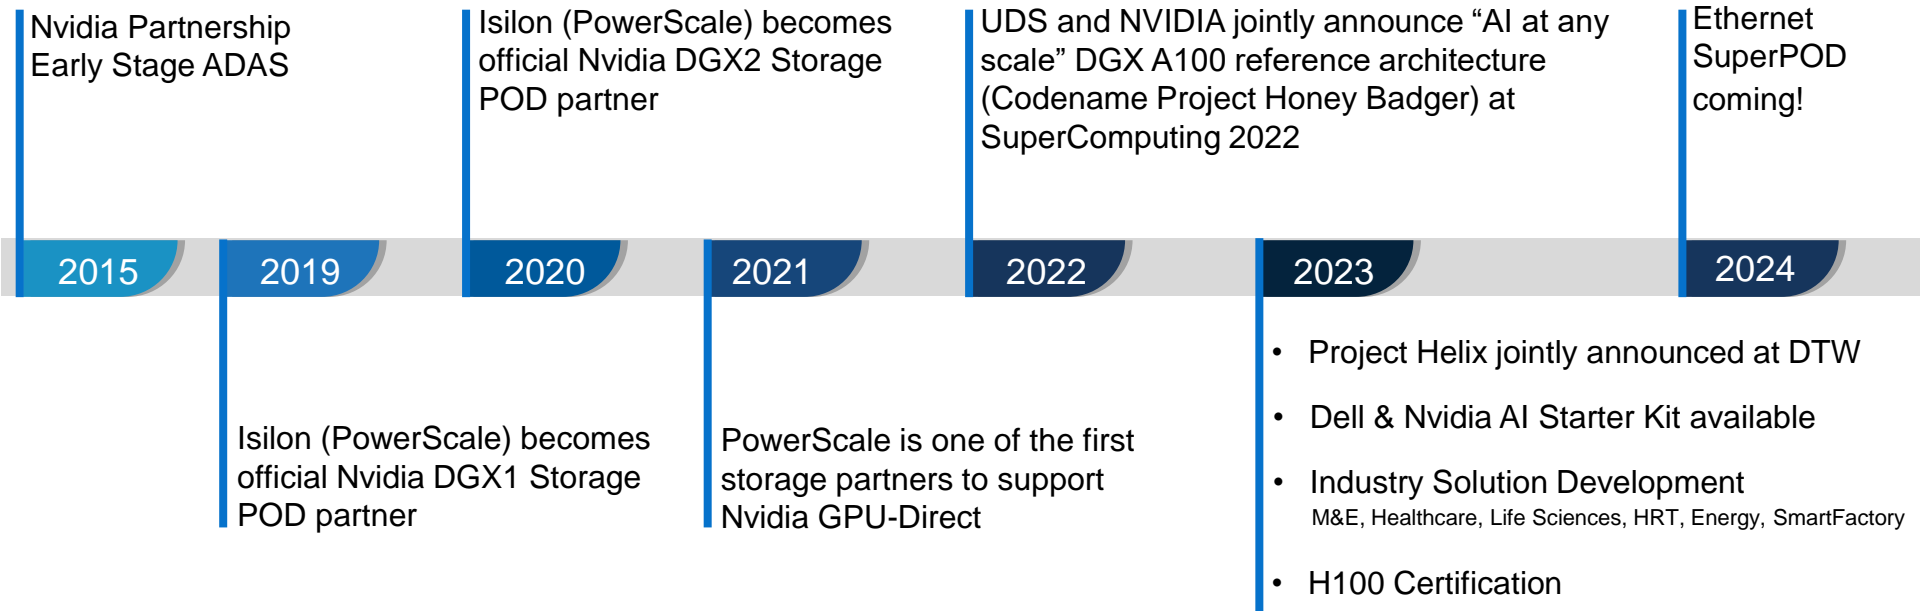 Nvidia Partnership
Early Stage ADAS
Isilon (PowerScale) becomes
official Nvidia DGX2 Storage
POD partner
UDS and NVIDIA jointly announce “AI at any
scale” DGX A100 reference architecture
(Codename Project Honey Badger) at
SuperComputing 2022
Ethernet
SuperPOD
coming!
2015
2019
2020
2021
2022
2023
2024
Isilon (PowerScale) becomes
official Nvidia DGX1 Storage
POD partner
PowerScale is one of the first
storage partners to support
Nvidia GPU-Direct
• Project Helix jointly announced at DTW
• Dell & Nvidia AI Starter Kit available
• Industry Solution Development
M&E, Healthcare, Life Sciences, HRT, Energy, SmartFactory
• H100 Certification